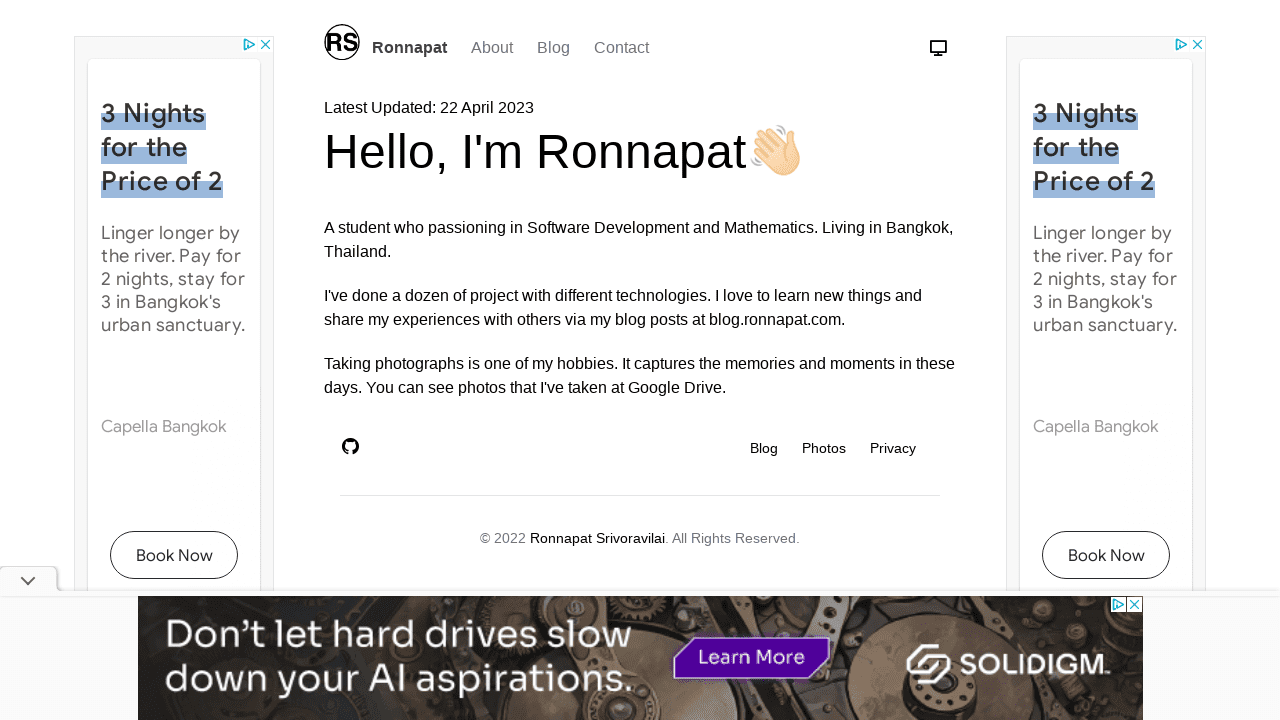 RS
Ronnapat
About
Blog
Contact
Latest Updated: 22 April 2023
Hello, I'm Ronnapat👋🏻
A student who passioning in Software Development and Mathematics. Living in Bangkok,
Thailand.
I've done a dozen of project with different technologies. I love to learn new things and
share my experiences with others via my blog posts at blog.ronnapat.com.
Taking photographs is one of my hobbies. It captures the memories and moments in these
days. You can see photos that I've taken at Google Drive.
Blog
Photos
Privacy
© 2022 Ronnapat Srivoravilai. All Rights Reserved.
3 Nights
for the
Price of 2
Linger longer by
the river. Pay for
2 nights, stay for
3 in Bangkok's
urban sanctuary.
Capella Bangkok
Book Now
3 Nights
for the
Price of 2
Linger longer by
the river. Pay for
2 nights, stay for
3 in Bangkok's
urban sanctuary.
Capella Bangkok
Book Now
Don't let hard drives slow
down your AI aspirations.
Learn More
SOLIDIGM.